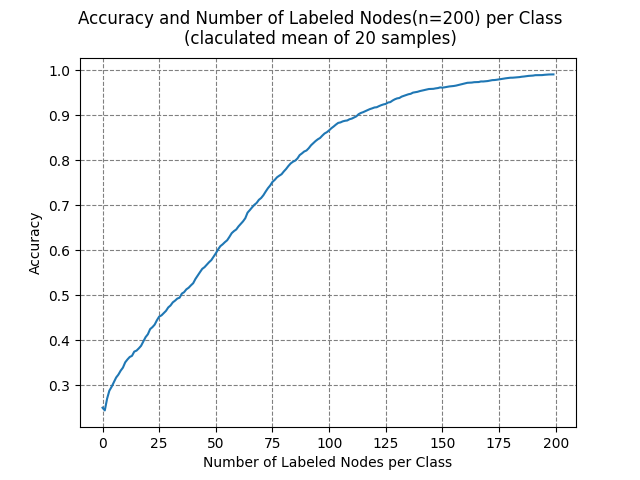 Accuracy and Number of Labeled Nodes(n=200) per Class
(claculated mean of 20 samples)
1.0
0.9
0.8
0.7
0.6
0.5
0.4
0.3
Accuracy
0 25 50 75 100 125 150 175 200
Number of Labeled Nodes per Class